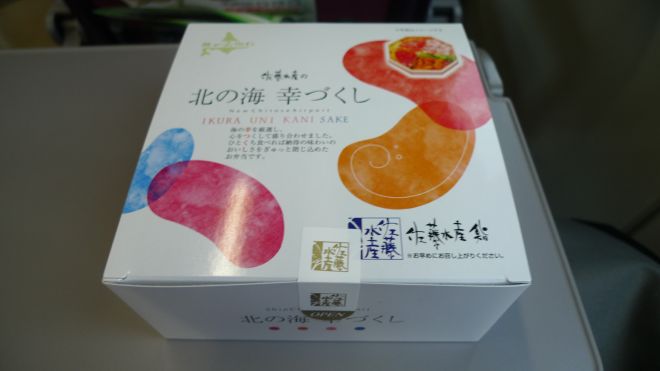 佐藤水産の
北の海 幸づくし
New Chitose Airport
IKURA UNI KANI SAKE
海の幸を厳選し、
心をつくして盛り合わせました。
ひとくち食べれば納得の味わいの
おいしさをぎゅっと閉じ込めた
お弁当です。
佐藤水産
佐藤水産 鮨
※お早めにお召し上がりください。
佐藤水産
OPEN
北の海 幸づくし